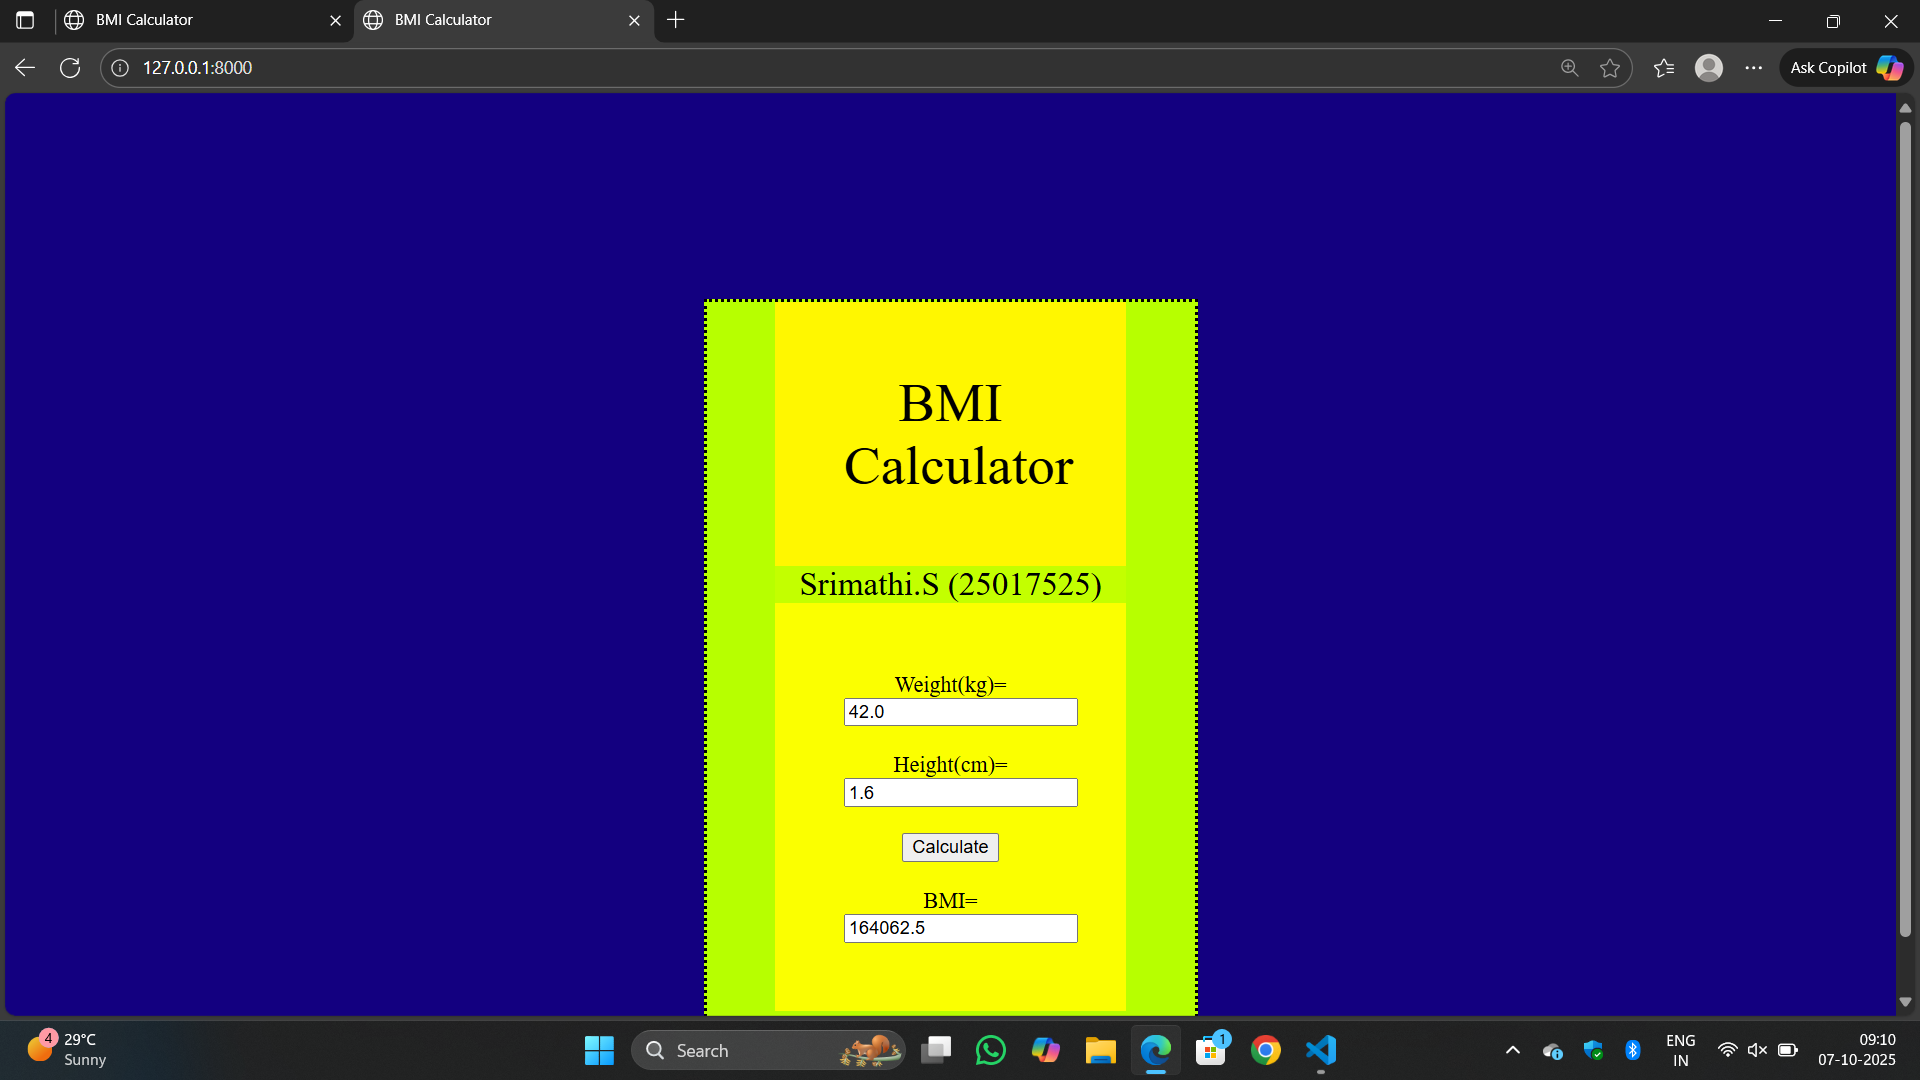 BMI Calculator
BMI Calculator
127.0.0.1:8000
Ask Copilot
BMI
Calculator
Srimathi.S (25017525)
Weight(kg)=
42.0
Height(cm)=
1.6
Calculate
BMI=
164062.5
4
29°C
Sunny
Search
1
ENG
IN
09:10
07-10-2025